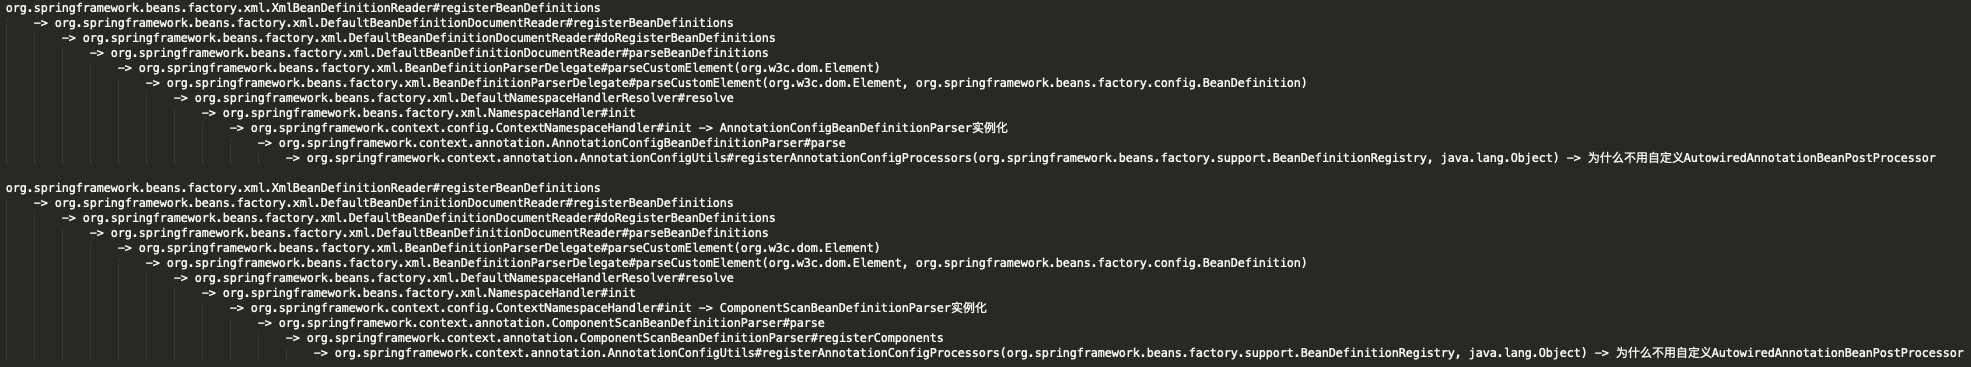 org.springframework.beans.factory.xml.XmlBeanDefinitionReader#registerBeanDefinitions
-> org.springframework.beans.factory.xml.DefaultBeanDefinitionDocumentReader#registerBeanDefinitions
-> org.springframework.beans.factory.xml.DefaultBeanDefinitionDocumentReader#doRegisterBeanDefinitions
-> org.springframework.beans.factory.xml.DefaultBeanDefinitionDocumentReader#parseBeanDefinitions
-> org.springframework.beans.factory.xml.BeanDefinitionParserDelegate#parseCustomElement(org.w3c.dom.Element)
-> org.springframework.beans.factory.xml.BeanDefinitionParserDelegate#parseCustomElement(org.w3c.dom.Element, org.springframework.beans.factory.config.BeanDefinition)
-> org.springframework.beans.factory.xml.DefaultNamespaceHandlerResolver#resolve
-> org.springframework.beans.factory.xml.NamespaceHandler#init
-> org.springframework.context.config.ContextNamespaceHandler#init -> AnnotationConfigBeanDefinitionParser实例化
-> org.springframework.context.annotation.AnnotationConfigBeanDefinitionParser#parse
-> org.springframework.context.annotation.AnnotationConfigUtils#registerAnnotationConfigProcessors(org.springframework.beans.factory.support.BeanDefinitionRegistry, java.lang.Object) -> 为什么不用自定义AutowiredAnnotationBeanPostProcessor
org.springframework.beans.factory.xml.XmlBeanDefinitionReader#registerBeanDefinitions
-> org.springframework.beans.factory.xml.DefaultBeanDefinitionDocumentReader#registerBeanDefinitions
-> org.springframework.beans.factory.xml.DefaultBeanDefinitionDocumentReader#doRegisterBeanDefinitions
-> org.springframework.beans.factory.xml.DefaultBeanDefinitionDocumentReader#parseBeanDefinitions
-> org.springframework.beans.factory.xml.BeanDefinitionParserDelegate#parseCustomElement(org.w3c.dom.Element)
-> org.springframework.beans.factory.xml.BeanDefinitionParserDelegate#parseCustomElement(org.w3c.dom.Element, org.springframework.beans.factory.config.BeanDefinition)
-> org.springframework.beans.factory.xml.DefaultNamespaceHandlerResolver#resolve
-> org.springframework.beans.factory.xml.NamespaceHandler#init
-> org.springframework.context.config.ContextNamespaceHandler#init -> ComponentScanBeanDefinitionParser实例化
-> org.springframework.context.annotation.ComponentScanBeanDefinitionParser#parse
-> org.springframework.context.annotation.ComponentScanBeanDefinitionParser#registerComponents
-> org.springframework.context.annotation.AnnotationConfigUtils#registerAnnotationConfigProcessors(org.springframework.beans.factory.support.BeanDefinitionRegistry, java.lang.Object) -> 为什么不用自定义AutowiredAnnotationBeanPostProcessor